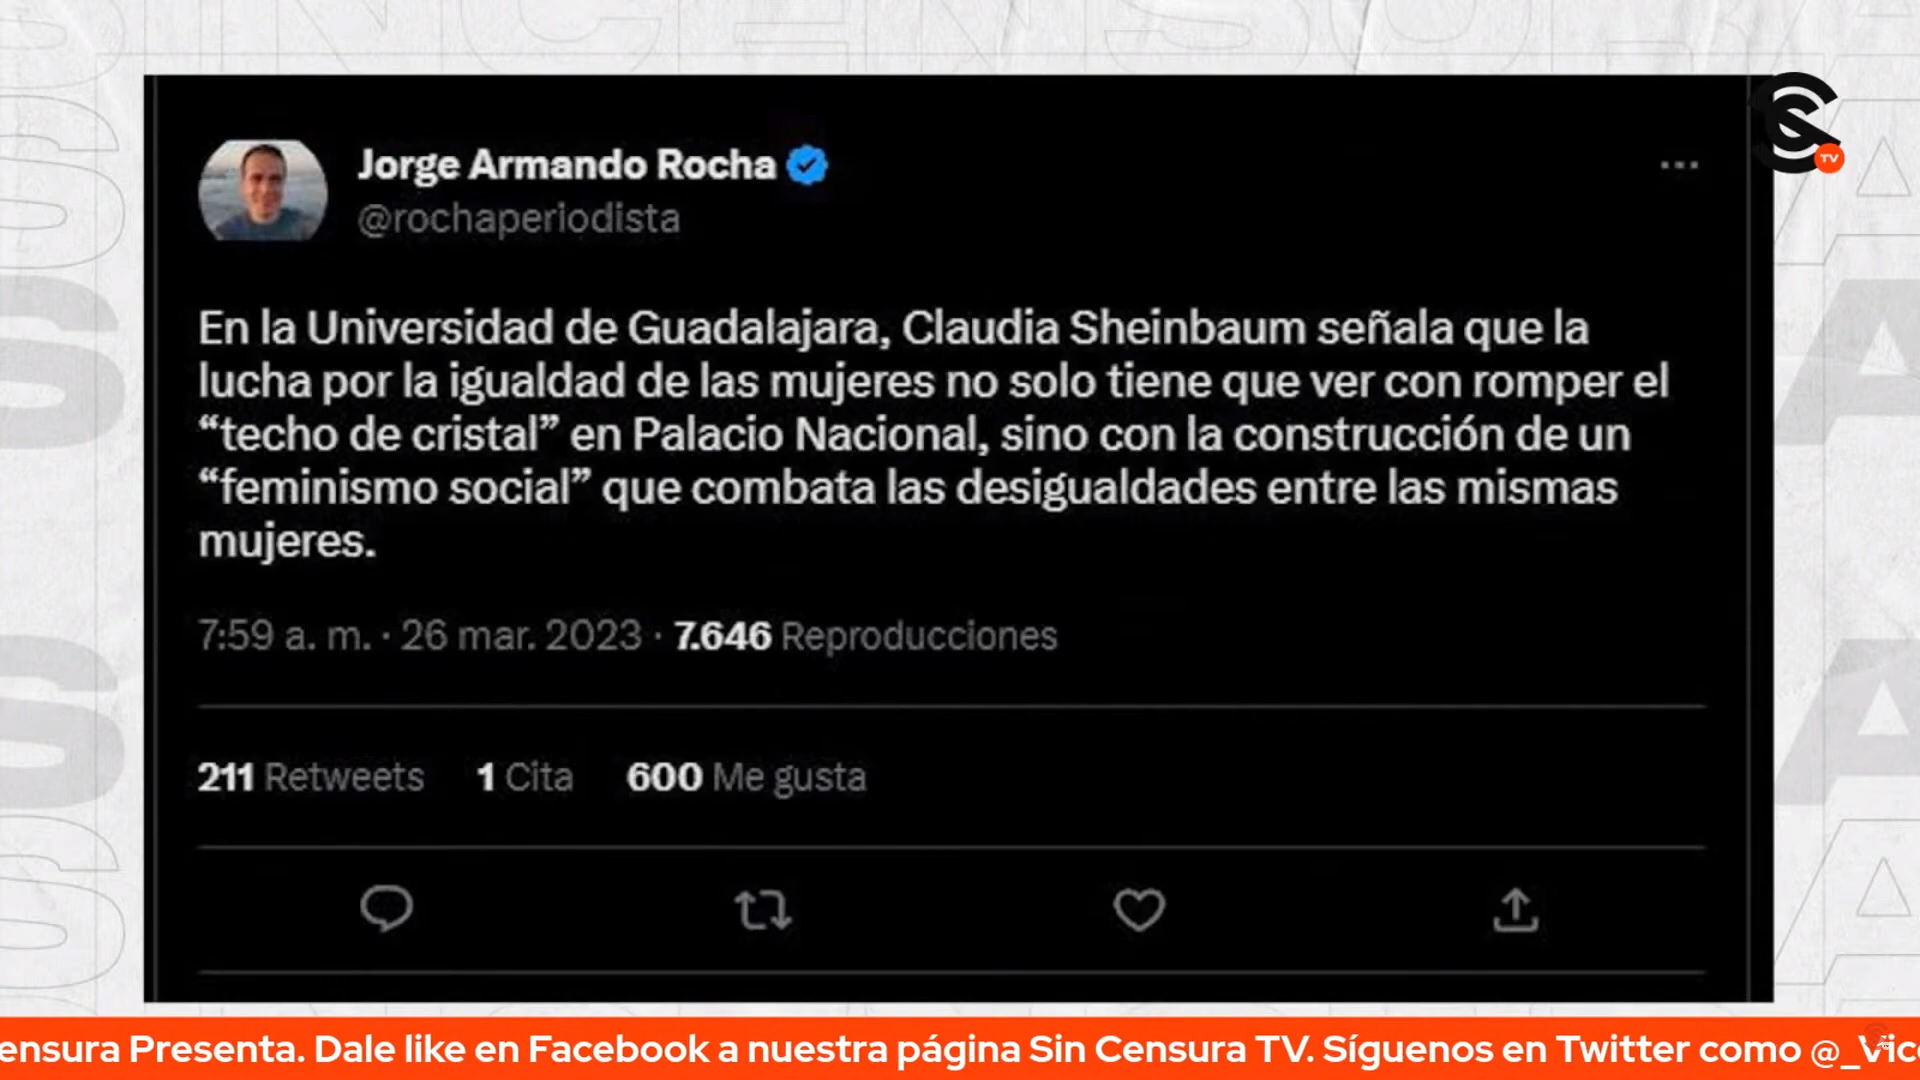 Jorge Armando Rocha
@rochaperiodista
TV
En la Universidad de Guadalajara, Claudia Sheinbaum señala que la
lucha por la igualdad de las mujeres no solo tiene que ver con romper el
“techo de cristal” en Palacio Nacional, sino con la construcción de un
“feminismo social” que combata las desigualdades entre las mismas
mujeres.
7:59 a. m. · 26 mar. 2023 · 7.646 Reproducciones
211 Retweets 1 Cita 600 Me gusta
ensura Presenta. Dale like en Facebook a nuestra página Sin Censura TV. Síguenos en Twitter como @_Vic